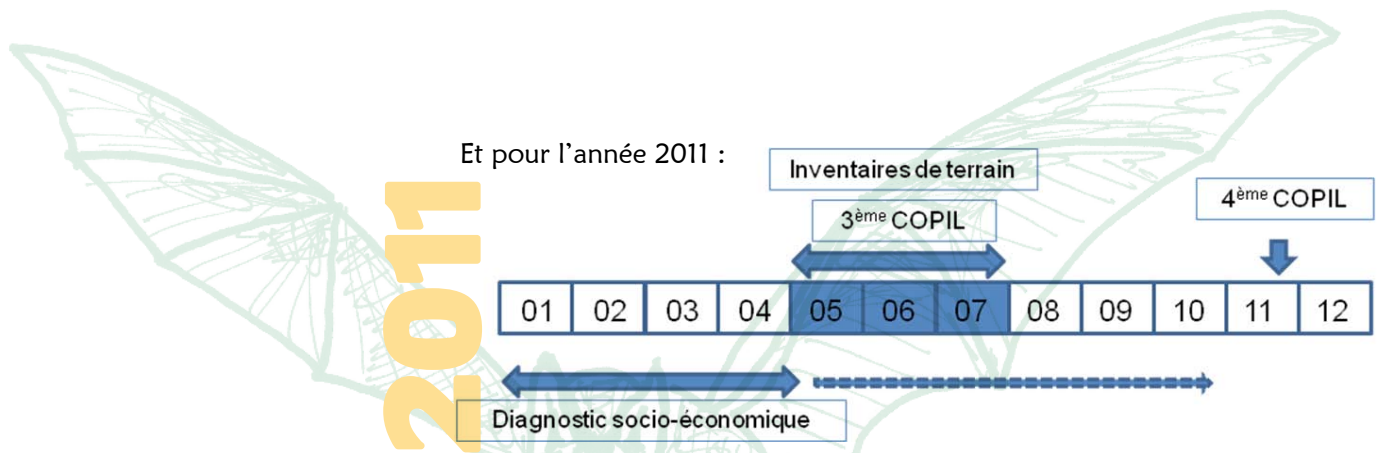 Et pour l'année 2011 :
Inventaires de terrain
3ème COPIL
4ème COPIL
2011
01 02 03 04 05 06 07 08 09 10 11 12
Diagnostic socio-économique